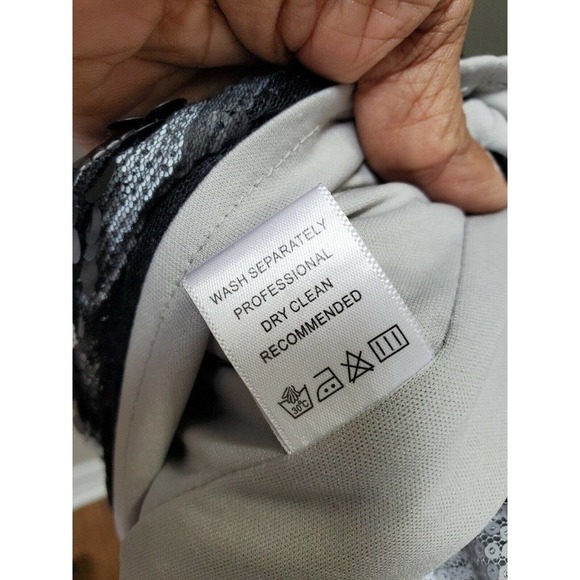 WASH SEPARATELY
PROFESSIONAL
DRY CLEAN
RECOMMENDED
30°C